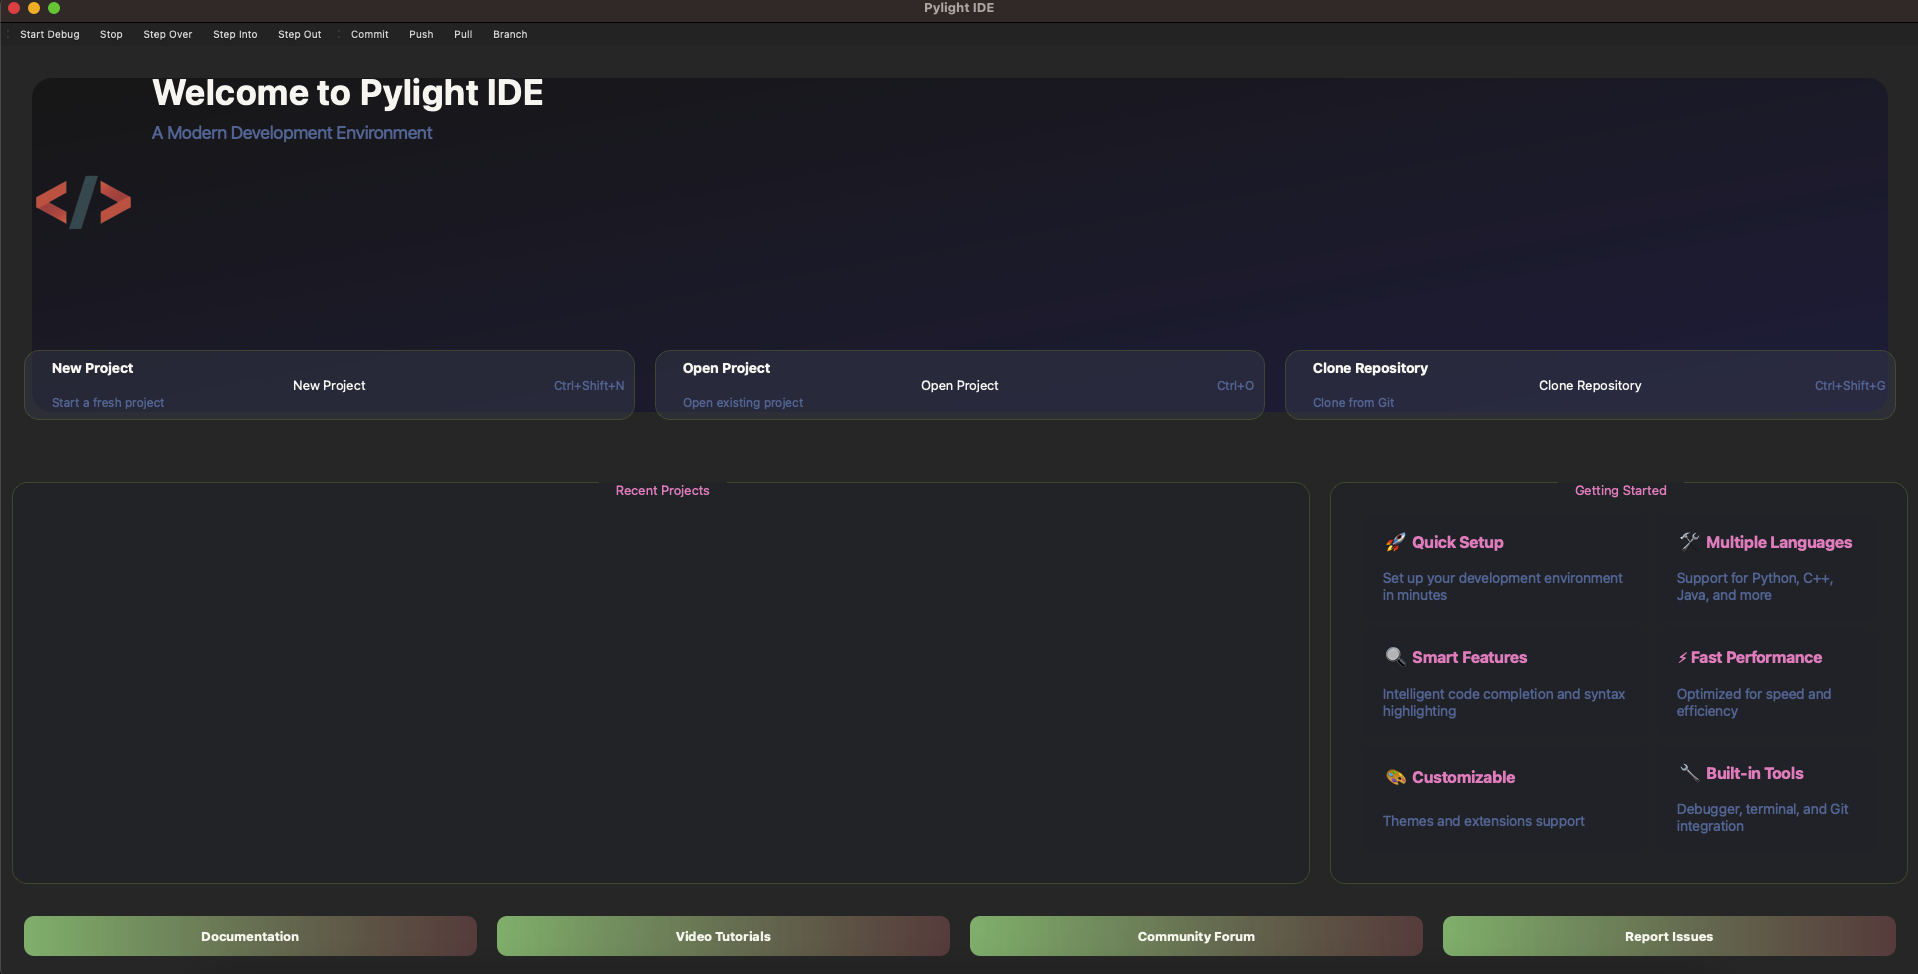 Pylight IDE
Start Debug Stop Step Over Step Into Step Out Commit Push Pull Branch
Welcome to Pylight IDE
A Modern Development Environment
</>
New Project
New Project
Ctrl+Shift+N
Start a fresh project
Open Project
Open Project
Ctrl+O
Open existing project
Clone Repository
Clone Repository
Ctrl+Shift+G
Clone from Git
Recent Projects
Getting Started
🚀 Quick Setup
Set up your development environment
in minutes
🛠 Multiple Languages
Support for Python, C++,
Java, and more
🔍 Smart Features
Intelligent code completion and syntax
highlighting
⚡ Fast Performance
Optimized for speed and
efficiency
🎨 Customizable
Themes and extensions support
🔧 Built-in Tools
Debugger, terminal, and Git
integration
Documentation
Video Tutorials
Community Forum
Report Issues